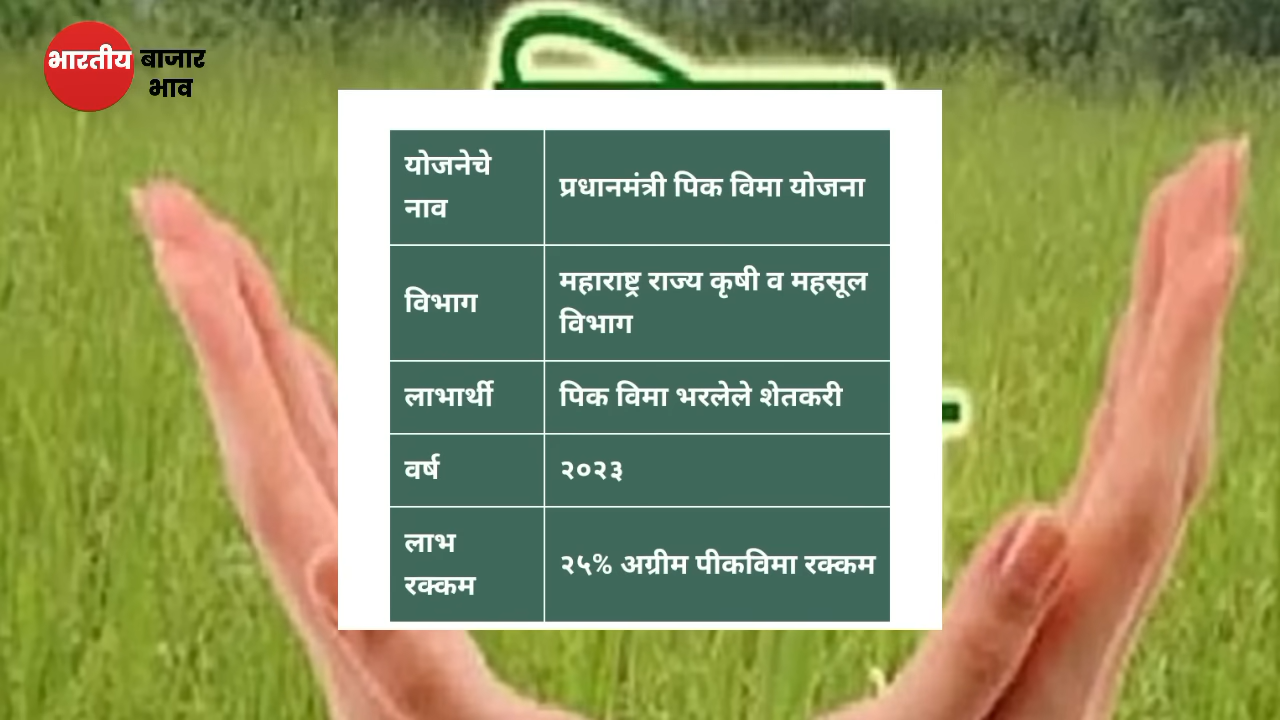 भारतीय बाजार
भाव
योजनेचे
नाव
प्रधानमंत्री पिक विमा योजना
विभाग
महाराष्ट्र राज्य कृषी व महसूल
विभाग
लाभार्थी
पिक विमा भरलेले शेतकरी
वर्ष
२०२३
लाभ
रक्कम
२५% अग्रीम पीकविमा रक्कम